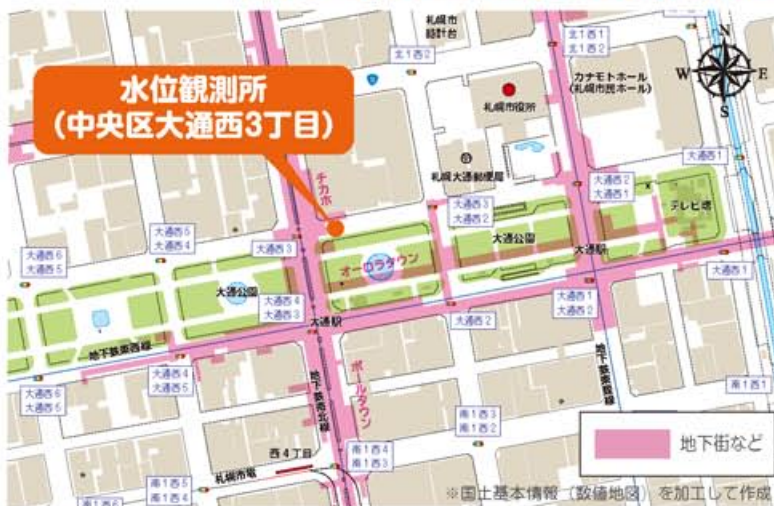 札幌市
時計台
北1西2
北1西1
北1西2
カナモトホール
(札幌市民ホール)
N
W
E
S
水位観測所
(中央区大通西3丁目)
札幌市役所
チカホ
札幌大通郵便局
大通西1
大通西3
大通西2
大通西2
大通西1
テレビ塔
大通西5
大通西4
大通西3
大通西6
大通西5
オーロラタウン
大通公園
大通駅
大通西1
大通公園
大通西4
大通西3
大通駅
大通西2
大通西1
大通西2
地下鉄東西線
大通西4
大通西5
大通西6
大通西5
地下鉄南北線
ポールタウン
地下鉄東豊線
南1西1
南1西3
南1西2
西4丁目
南1西4
南1西3
札幌市電
南1西5
南1西4
南1西6
地下街など
※国土基本情報（数値地図）を加工して作成